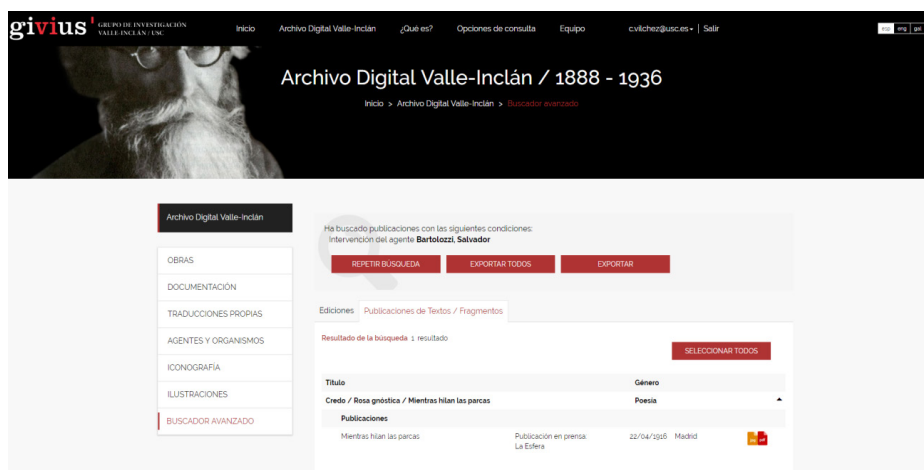 givius' GRUPO DE INVESTIGACIÓN
VALLE-INCLÁN / USC
Inicio Archivo Digital Valle-Inclán ¿Qué es? Opciones de consulta Equipo c.vilchez@usc.es Salir
esp eng gal
Archivo Digital Valle-Inclán / 1888 - 1936
Inicio > Archivo Digital Valle-Inclán > Buscador avanzado
Archivo Digital Valle-Inclán
OBRAS
DOCUMENTACIÓN
TRADUCCIONES PROPIAS
AGENTES Y ORGANISMOS
ICONOGRAFÍA
ILUSTRACIONES
BUSCADOR AVANZADO
Ha buscado publicaciones con las siguientes condiciones:
Intervención del agente Bartolozzi, Salvador
REPETIR BÚSQUEDA EXPORTAR TODOS EXPORTAR
Ediciones Publicaciones de Textos / Fragmentos
Resultado de la búsqueda 1 resultado
SELECCIONAR TODOS
Título Género
Credo / Rosa gnóstica / Mientras hilan las parcas Poesía
Publicaciones
Mientras hilan las parcas Publicación en prensa: 22/04/1916 Madrid
La Esfera